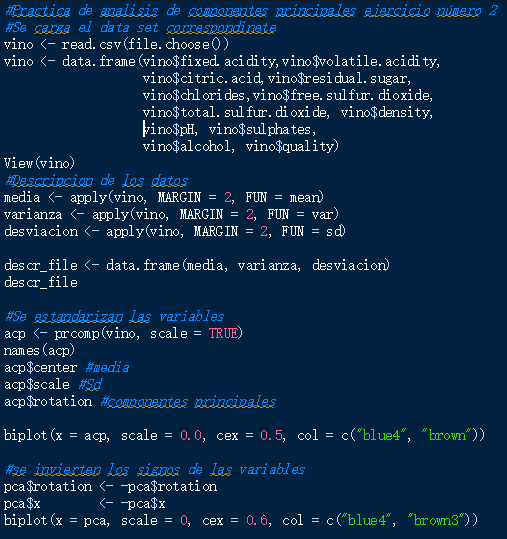 #Practica de analisis de componentes principales ejercicio número 2
#Se carga el data set correspondinete
vino <- read.csv(file.choose())
vino <- data.frame(vino$fixed.acidity,vino$volatile.acidity,
vino$citric.acid,vino$residual.sugar,
vino$chlorides,vino$free.sulfur.dioxide,
vino$total.sulfur.dioxide, vino$density,
vino$pH, vino$sulphates,
vino$alcohol, vino$quality)
View(vino)
#Descripcion de los datos
media <- apply(vino, MARGIN = 2, FUN = mean)
varianza <- apply(vino, MARGIN = 2, FUN = var)
desviacion <- apply(vino, MARGIN = 2, FUN = sd)
descr_file <- data.frame(media, varianza, desviacion)
descr_file
#Se estandarizan las variables
acp <- prcomp(vino, scale = TRUE)
names(acp)
acp$center #media
acp$scale #Sd
acp$rotation #componentes principales
biplot(x = acp, scale = 0.0, cex = 0.5, col = c("blue4", "brown"))
#se invierten los signos de las variables
pca$rotation <- -pca$rotation
pca$x <- -pca$x
biplot(x = pca, scale = 0, cex = 0.6, col = c("blue4", "brown3"))